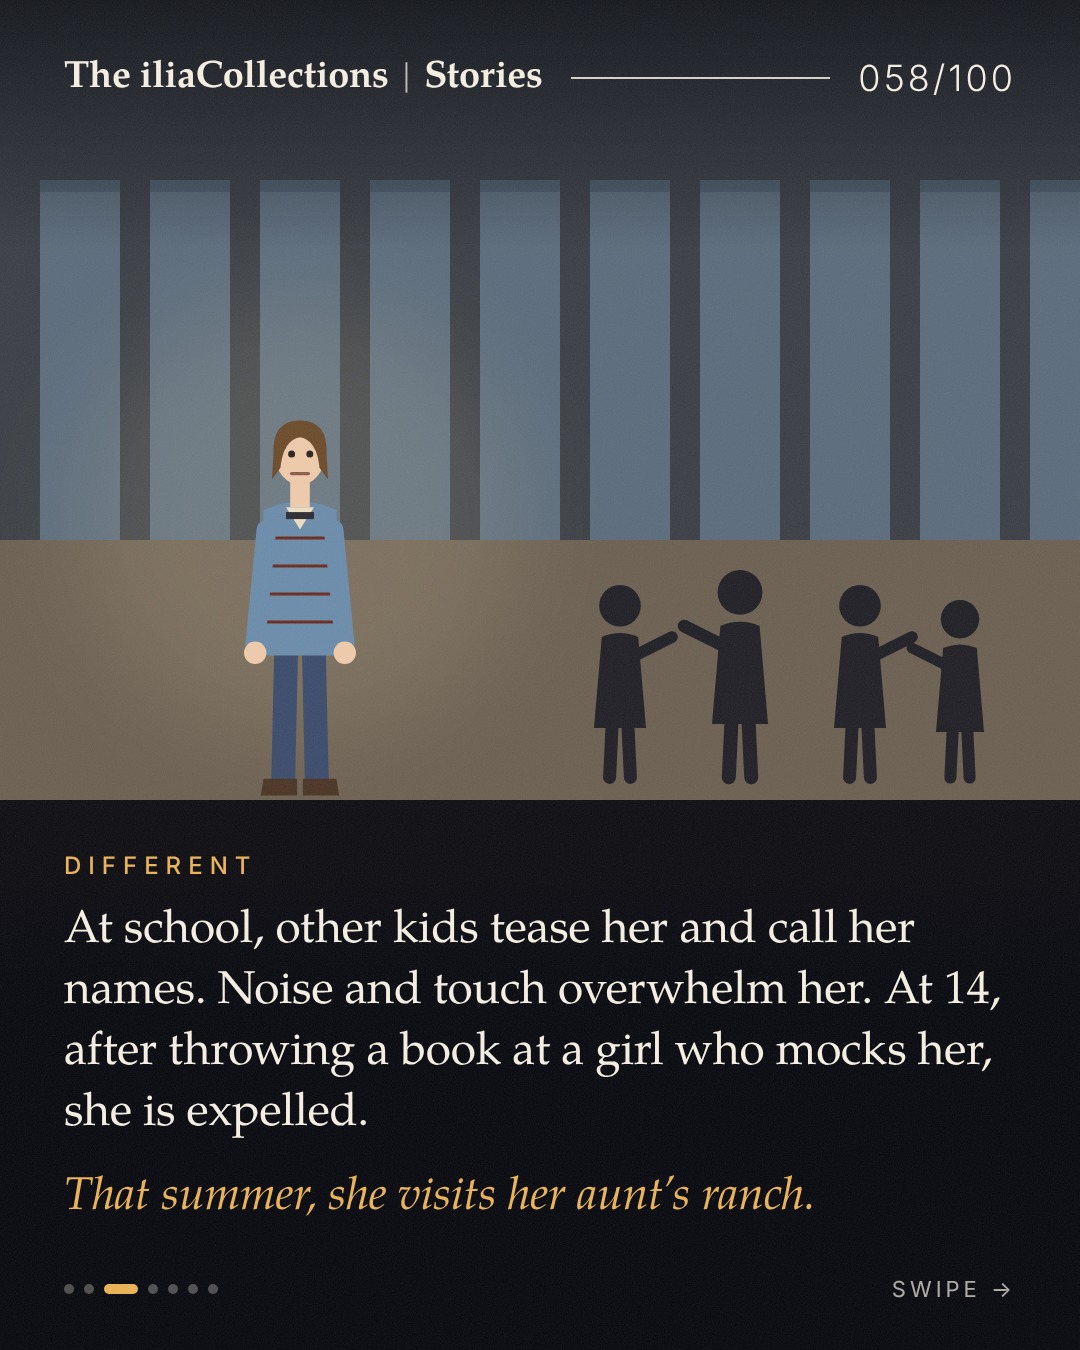 The iliaCollections | Stories 058/100
DIFFERENT
At school, other kids tease her and call her
names. Noise and touch overwhelm her. At 14,
after throwing a book at a girl who mocks her,
she is expelled.
That summer, she visits her aunt’s ranch.
SWIPE →